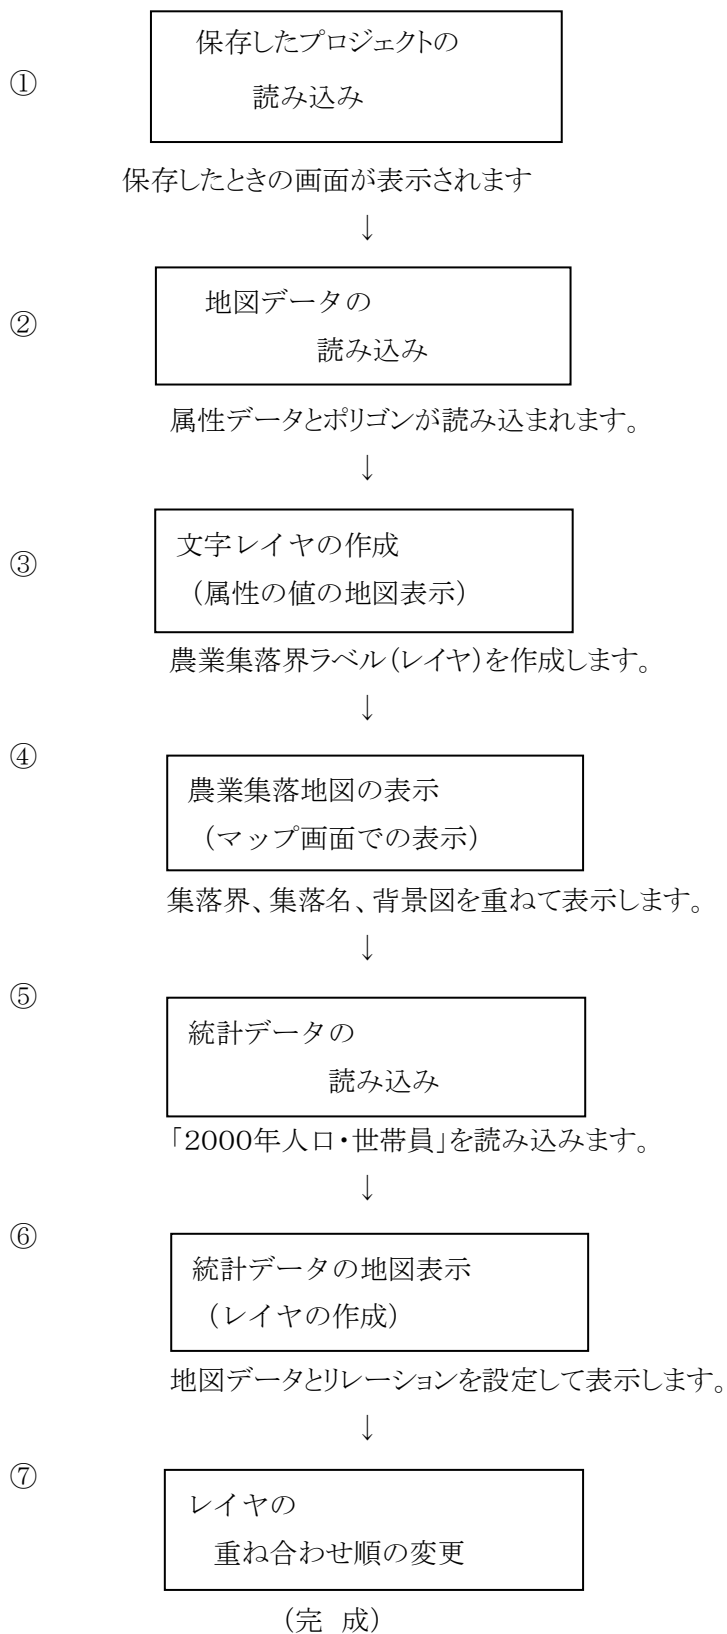 ①
保存したプロジェクトの
読み込み
保存したときの画面が表示されます
↓
②
地図データの
読み込み
属性データとポリゴンが読み込まれます。
↓
③
文字レイヤの作成
（属性の値の地図表示）
農業集落界ラベル（レイヤ）を作成します。
↓
④
農業集落地図の表示
（マップ画面での表示）
集落界、集落名、背景図を重ねて表示します。
↓
⑤
統計データの
読み込み
「2000年人口・世帯員」を読み込みます。
↓
⑥
統計データの地図表示
（レイヤの作成）
地図データとリレーションを設定して表示します。
↓
⑦
レイヤの
重ね合わせ順の変更
（完　成）